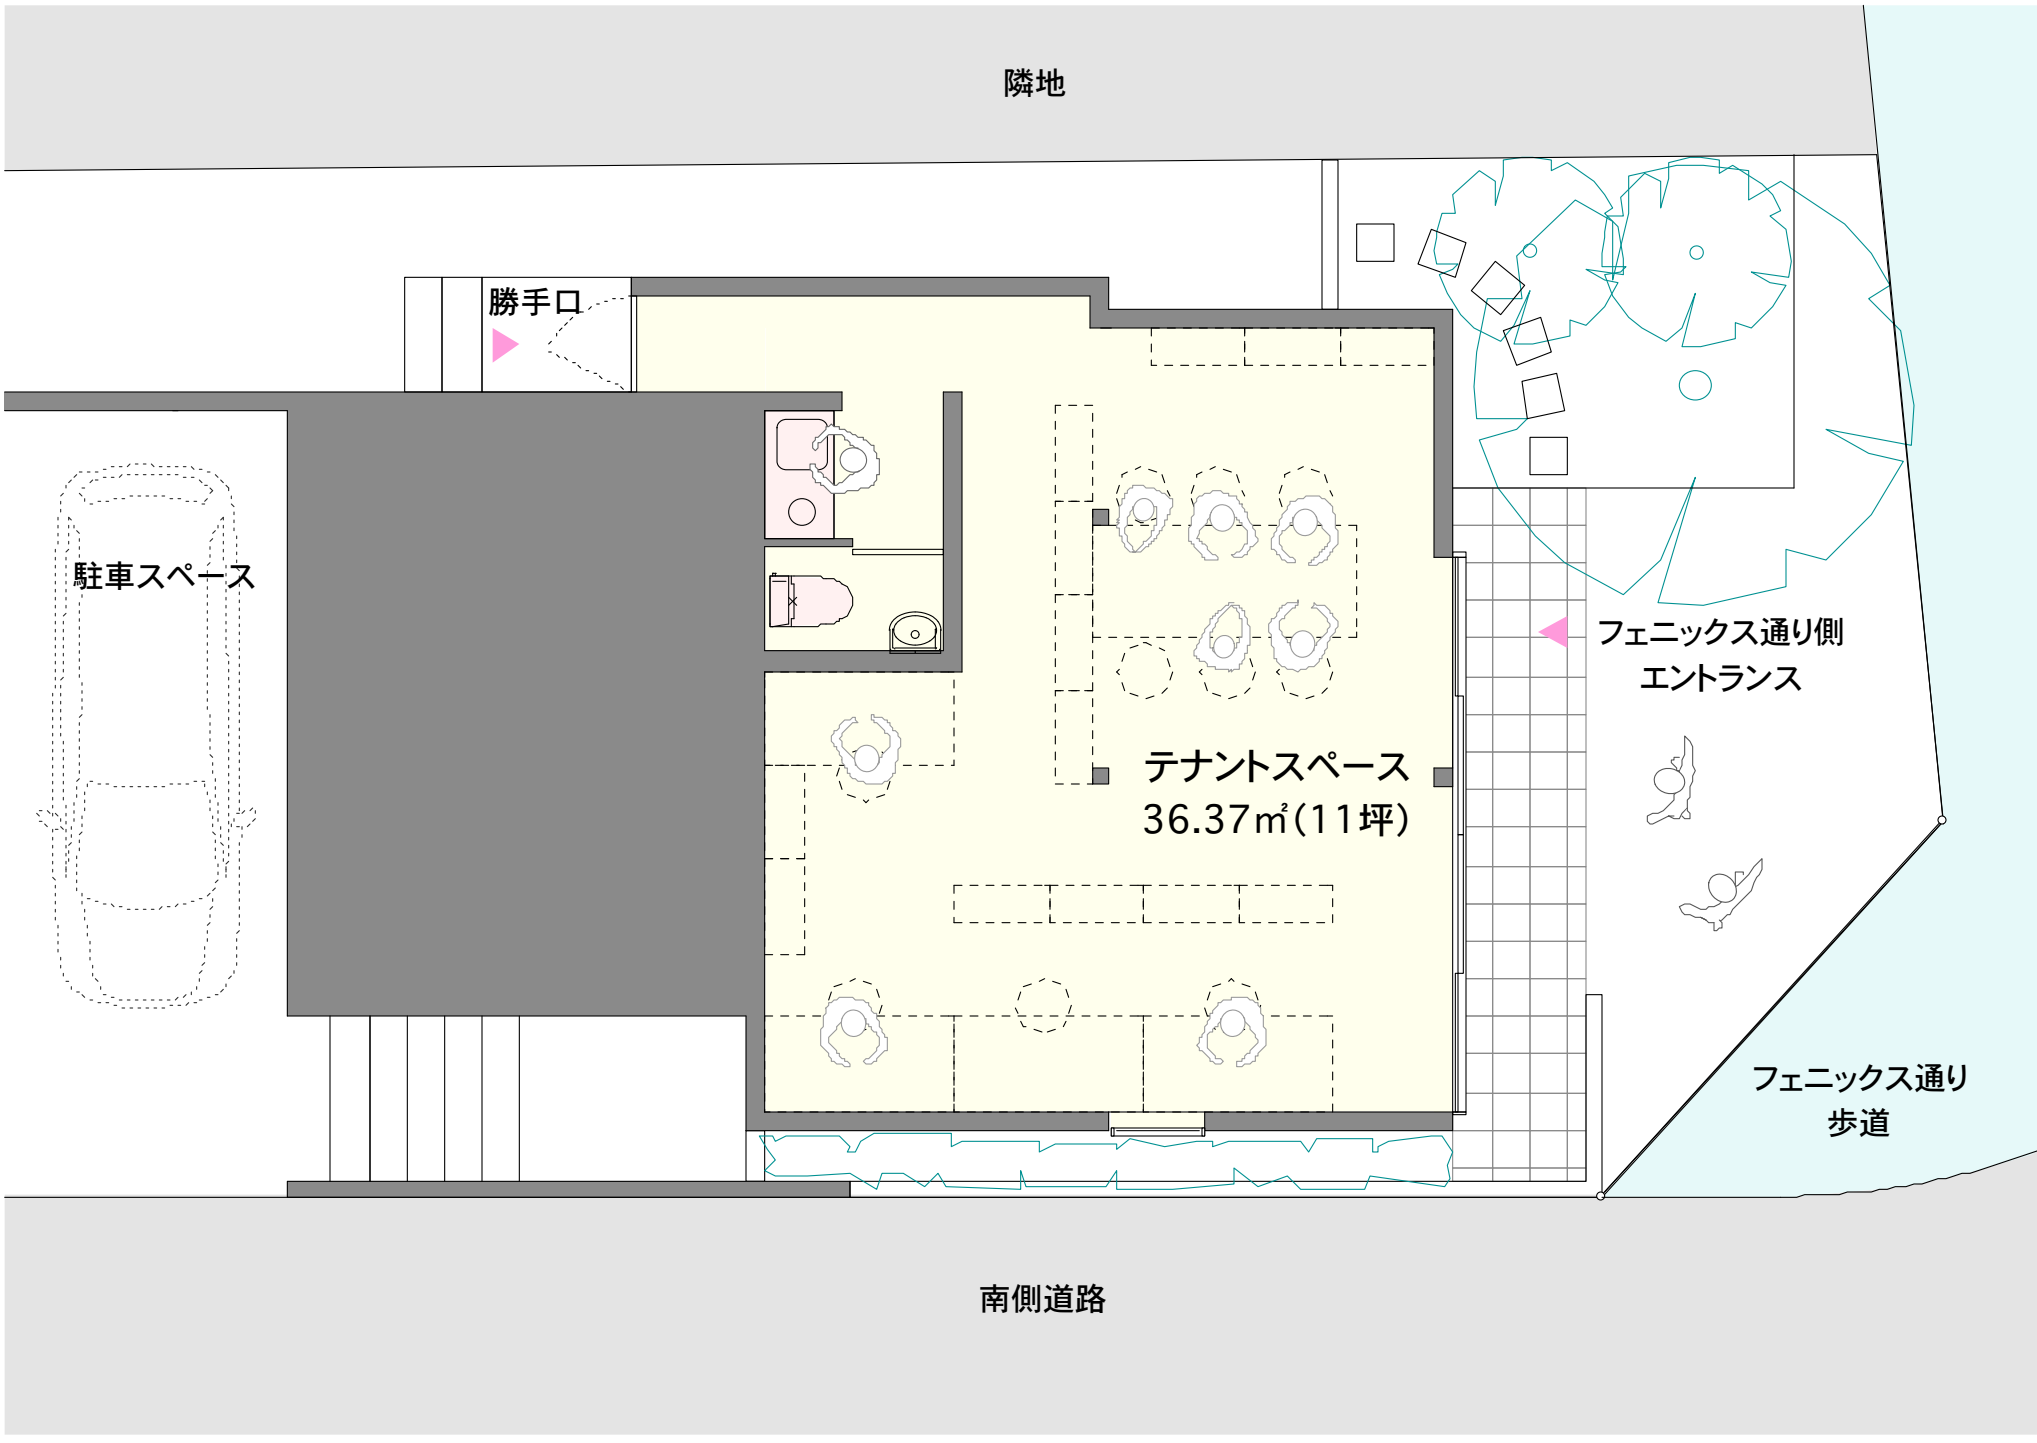 隣地
勝手口
駐車スペース
フェニックス通り側
エントランス
テナントスペース
36.37㎡(11坪)
フェニックス通り
歩道
南側道路